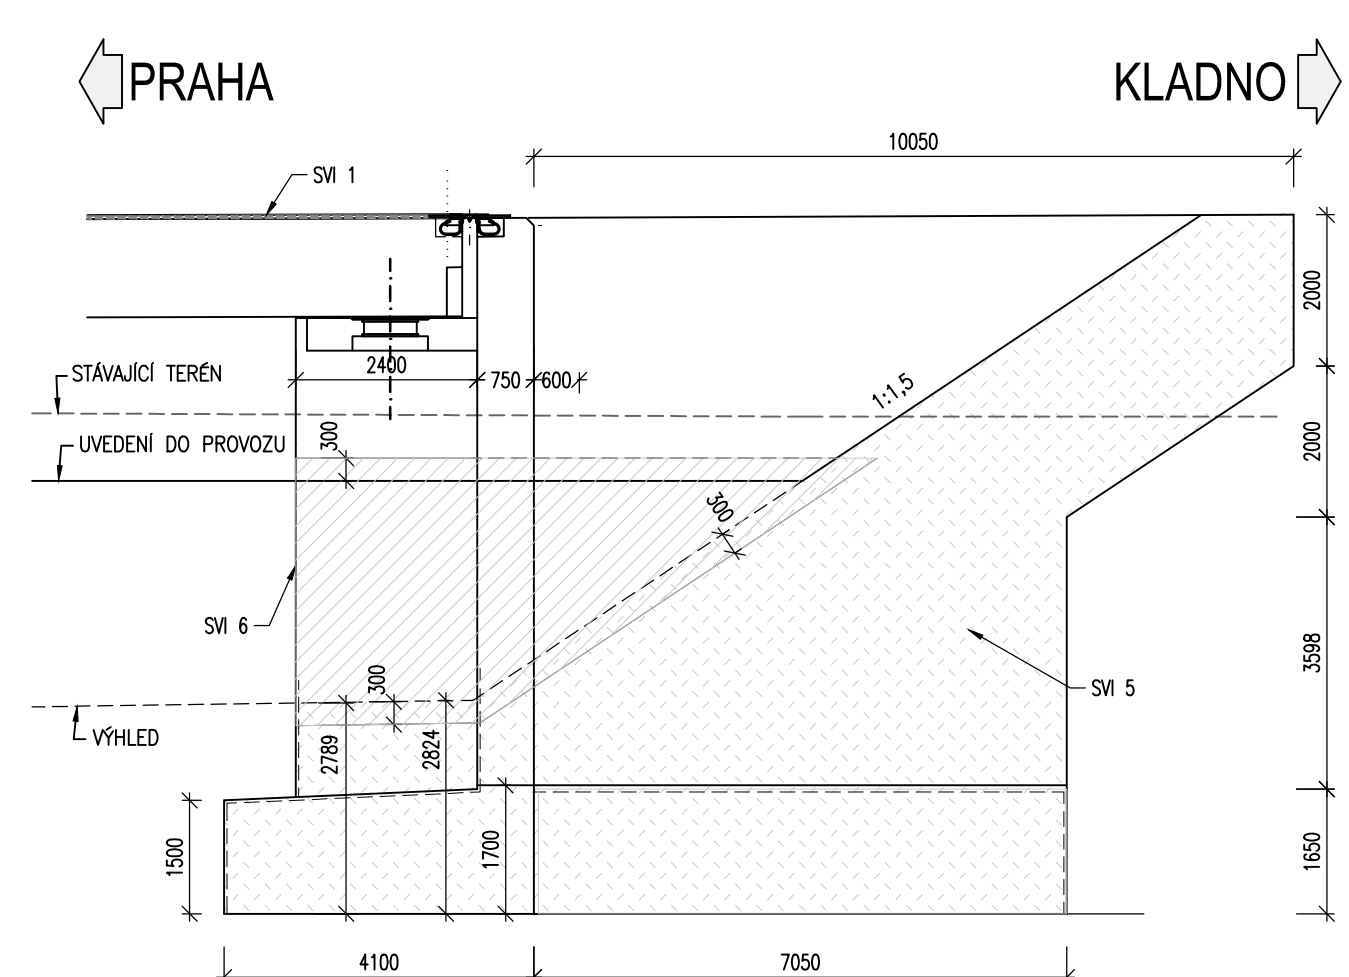 PRAHA
KLADNO
10050
SVI 1
2000
2400
750
600
STÁVAJÍCÍ TERÉN
1:1,5
UVEDENÍ DO PROVOZU
300
2000
300
SVI 6
3598
300
SVI 5
VÝHLED
2789
2824
1500
1700
1650
4100
7050